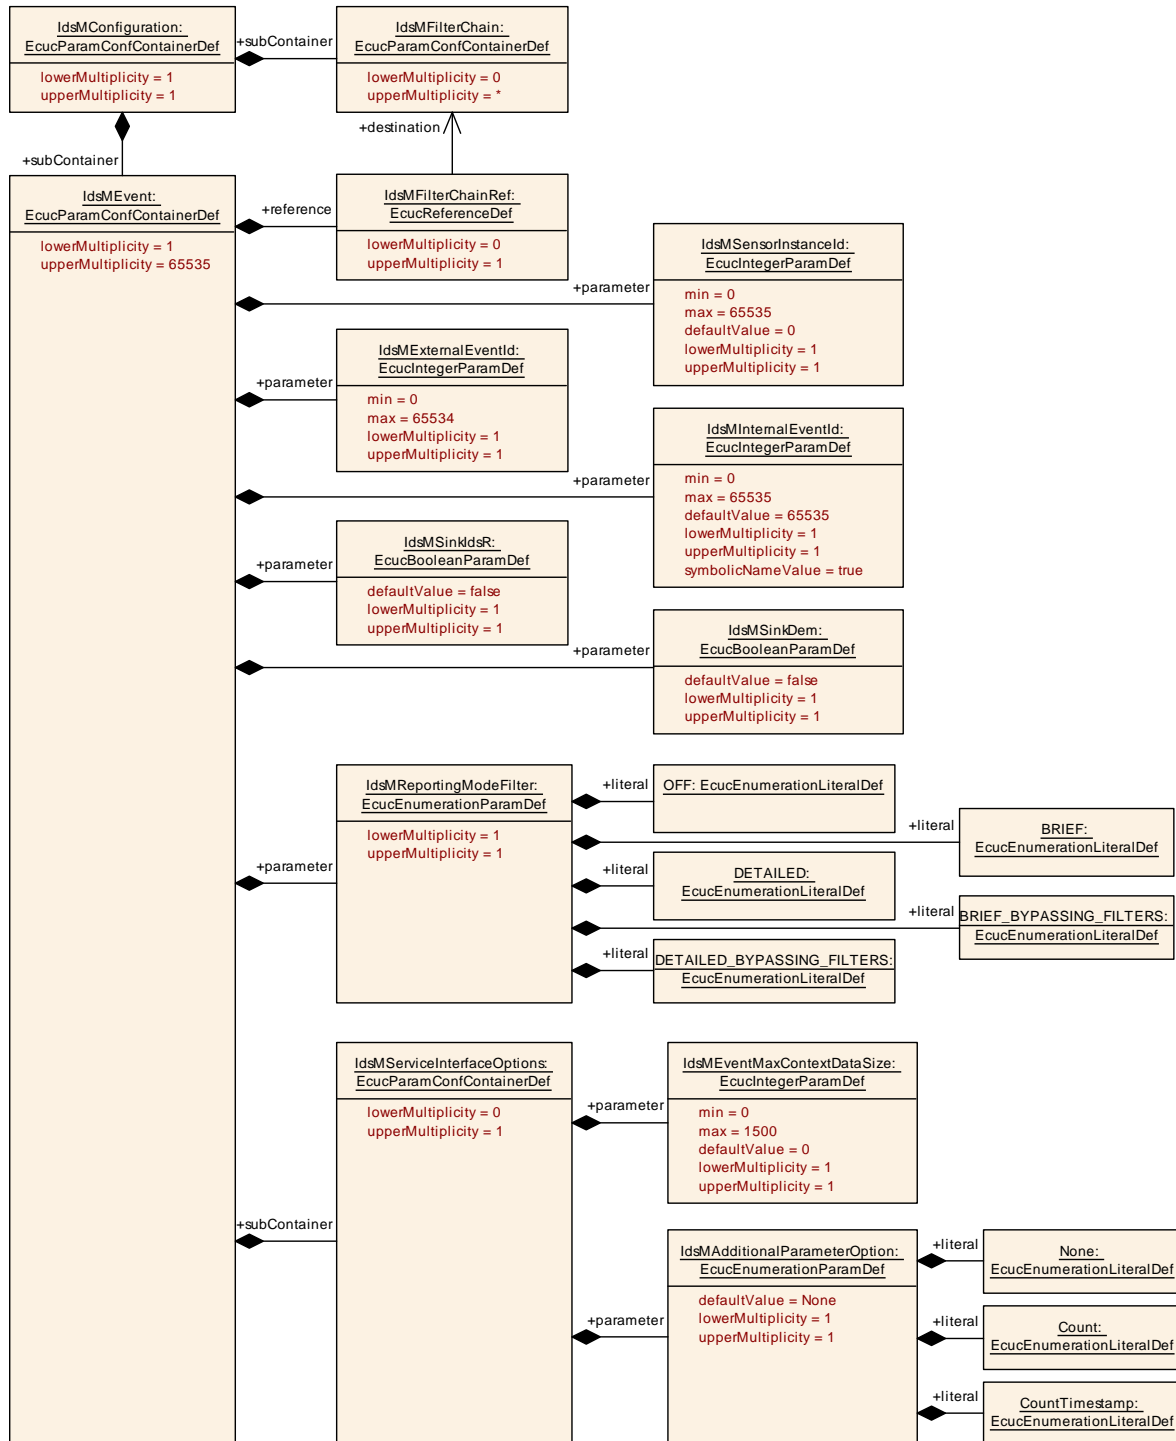 IdsMConfiguration:
EcucParamConfContainerDef
lowerMultiplicity = 1
upperMultiplicity = 1
+subContainer
IdsMFilterChain:
EcucParamConfContainerDef
lowerMultiplicity = 0
upperMultiplicity = *
+destination
+subContainer
IdsMEvent:
EcucParamConfContainerDef
lowerMultiplicity = 1
upperMultiplicity = 65535
+reference
IdsMFilterChainRef:
EcucReferenceDef
lowerMultiplicity = 0
upperMultiplicity = 1
+parameter
IdsMSensorInstanceId:
EcucIntegerParamDef
min = 0
max = 65535
defaultValue = 0
lowerMultiplicity = 1
upperMultiplicity = 1
+parameter
IdsMExternalEventId:
EcucIntegerParamDef
min = 0
max = 65534
lowerMultiplicity = 1
upperMultiplicity = 1
+parameter
IdsMInternalEventId:
EcucIntegerParamDef
min = 0
max = 65535
defaultValue = 65535
lowerMultiplicity = 1
upperMultiplicity = 1
symbolicNameValue = true
+parameter
IdsMSinkIdsR:
EcucBooleanParamDef
defaultValue = false
lowerMultiplicity = 1
upperMultiplicity = 1
+parameter
IdsMSinkDem:
EcucBooleanParamDef
defaultValue = false
lowerMultiplicity = 1
upperMultiplicity = 1
+parameter
IdsMReportingModeFilter:
EcucEnumerationParamDef
lowerMultiplicity = 1
upperMultiplicity = 1
+literal
OFF: EcucEnumerationLiteralDef
+literal
BRIEF:
EcucEnumerationLiteralDef
+literal
DETAILED:
EcucEnumerationLiteralDef
+literal
BRIEF_BYPASSING_FILTERS:
EcucEnumerationLiteralDef
+literal
DETAILED_BYPASSING_FILTERS:
EcucEnumerationLiteralDef
+subContainer
IdsMServiceInterfaceOptions:
EcucParamConfContainerDef
lowerMultiplicity = 0
upperMultiplicity = 1
+parameter
IdsMEventMaxContextDataSize:
EcucIntegerParamDef
min = 0
max = 1500
defaultValue = 0
lowerMultiplicity = 1
upperMultiplicity = 1
+parameter
IdsMAdditionalParameterOption:
EcucEnumerationParamDef
defaultValue = None
lowerMultiplicity = 1
upperMultiplicity = 1
+literal
None:
EcucEnumerationLiteralDef
+literal
Count:
EcucEnumerationLiteralDef
+literal
CountTimestamp:
EcucEnumerationLiteralDef